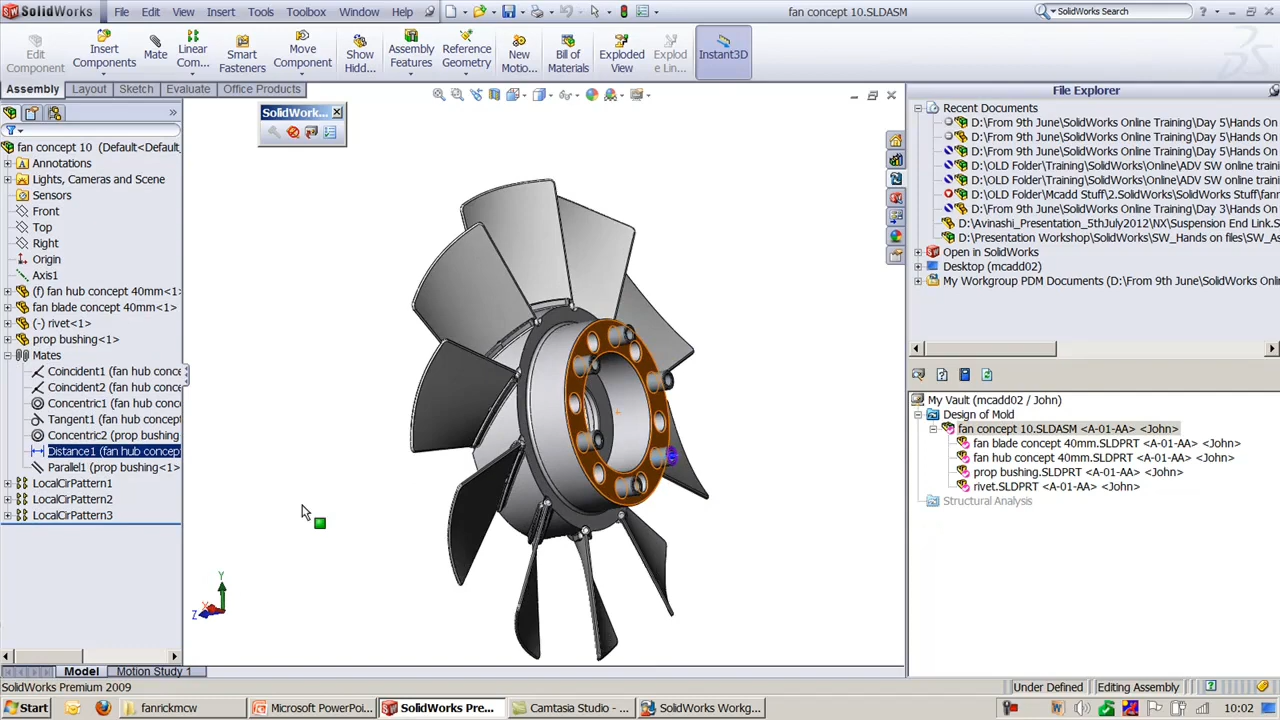 SolidWorks File Edit View Insert Tools Toolbox Window Help fan concept 10.SLDASM SolidWorks Search
Edit Component
Insert Components
Mate
Linear Com...
Smart Fasteners
Move Component
Show Hidd...
Assembly Features
Reference Geometry
New Motio...
Bill of Materials
Exploded View
Explod e Lin...
Instant3D
Assembly Layout Sketch Evaluate Office Products
SolidWork...
fan concept 10 (Default<Default_
Annotations
Lights, Cameras and Scene
Sensors
Front
Top
Right
Origin
Axis1
(f) fan hub concept 40mm<1>
fan blade concept 40mm<1>
(-) rivet<1>
prop bushing<1>
Mates
Coincident1 (fan hub conce
Coincident2 (fan hub conce
Concentric1 (fan hub conce
Tangent1 (fan hub concept
Concentric2 (prop bushing
Distance1 (fan hub concept
Parallel1 (prop bushing<1>
LocalCirPattern1
LocalCirPattern2
LocalCirPattern3
Y
X
Z
File Explorer
Recent Documents
D:\From 9th June\SolidWorks Online Training\Day 5\Hands On
D:\From 9th June\SolidWorks Online Training\Day 5\Hands On
D:\From 9th June\SolidWorks Online Training\Day 5\Hands On
D:\OLD Folder\Training\SolidWorks\Online\ADV SW online traini
D:\OLD Folder\Training\SolidWorks\Online\ADV SW online traini
D:\OLD Folder\Mcadd Stuff\2.SolidWorks Stuff\fanr
D:\From 9th June\SolidWorks Online Training\Day 3\Hands On
D:\Avinashi_Presentation_5thJuly2012\NX\Suspension End Link.S
D:\Presentation Workshop\SolidWorks\SW_Hands on files\SW_As
Open in SolidWorks
Desktop (mcadd02)
My Workgroup PDM Documents (D:\From 9th June\SolidWorks O
My Vault (mcadd02 / John)
Design of Mold
fan concept 10.SLDASM <A-01-AA> <John>
fan blade concept 40mm.SLDPRT <A-01-AA> <John>
fan hub concept 40mm.SLDPRT <A-01-AA> <John>
prop bushing.SLDPRT <A-01-AA> <John>
rivet.SLDPRT <A-01-AA> <John>
Structural Analysis
Model Motion Study 1
SolidWorks Premium 2009 Under Defined Editing Assembly
Start fanrickmcw Microsoft PowerPoi... SolidWorks Pre... Camtasia Studio - ... SolidWorks Workg... 10:02